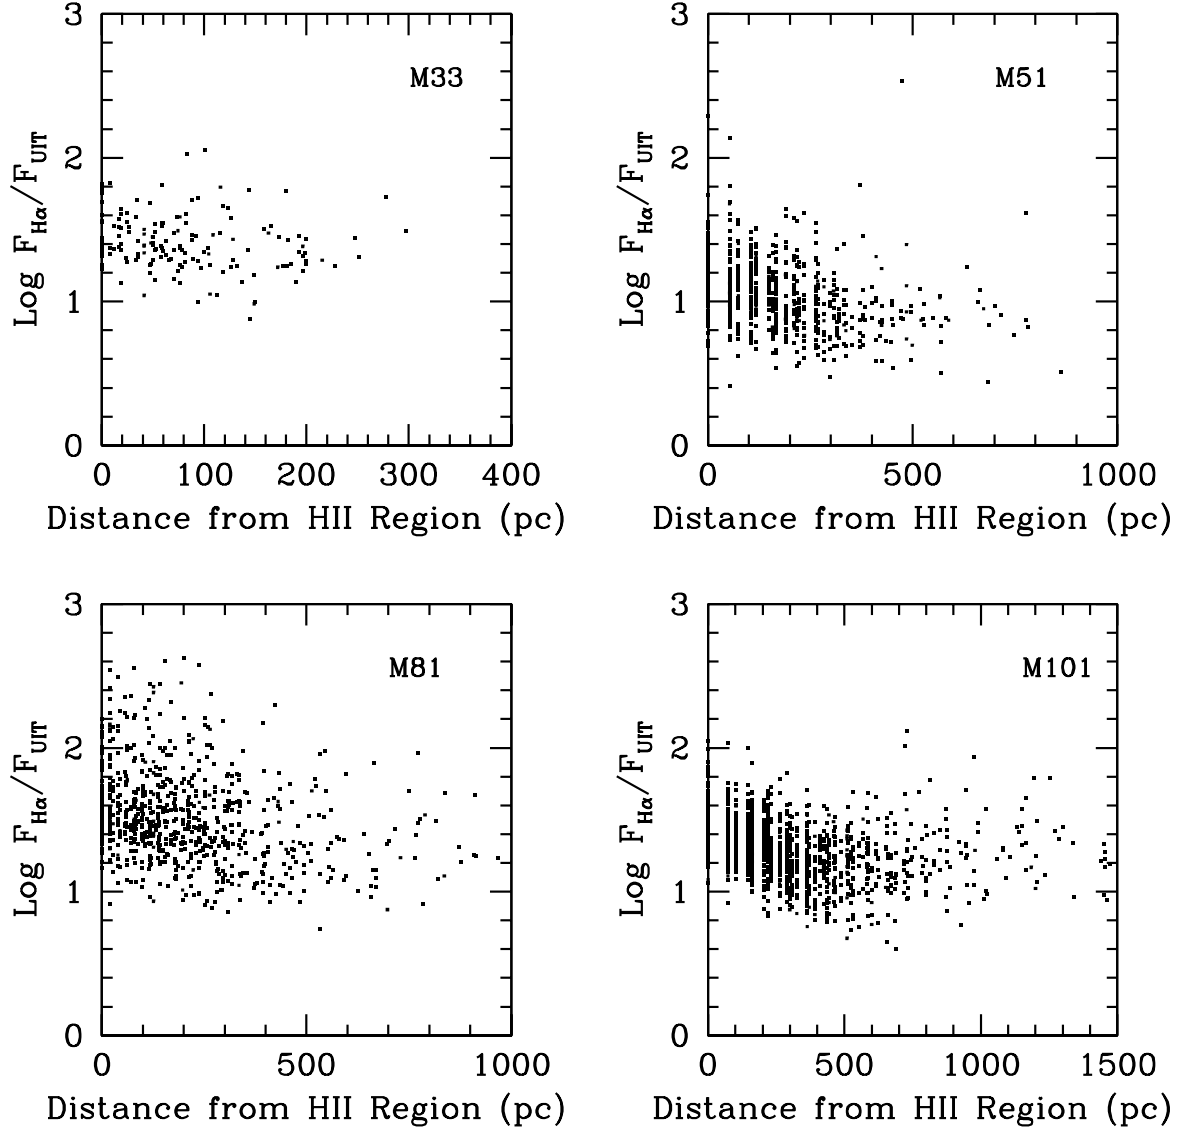 3
M33
2
1
0
Log F_Hα/F_UIT
0 100 200 300 400
Distance from HII Region (pc)
3
M51
2
1
0
Log F_Hα/F_UIT
0 500 1000
Distance from HII Region (pc)
3
M81
2
1
0
Log F_Hα/F_UIT
0 500 1000
Distance from HII Region (pc)
3
M101
2
1
0
Log F_Hα/F_UIT
0 500 1000 1500
Distance from HII Region (pc)